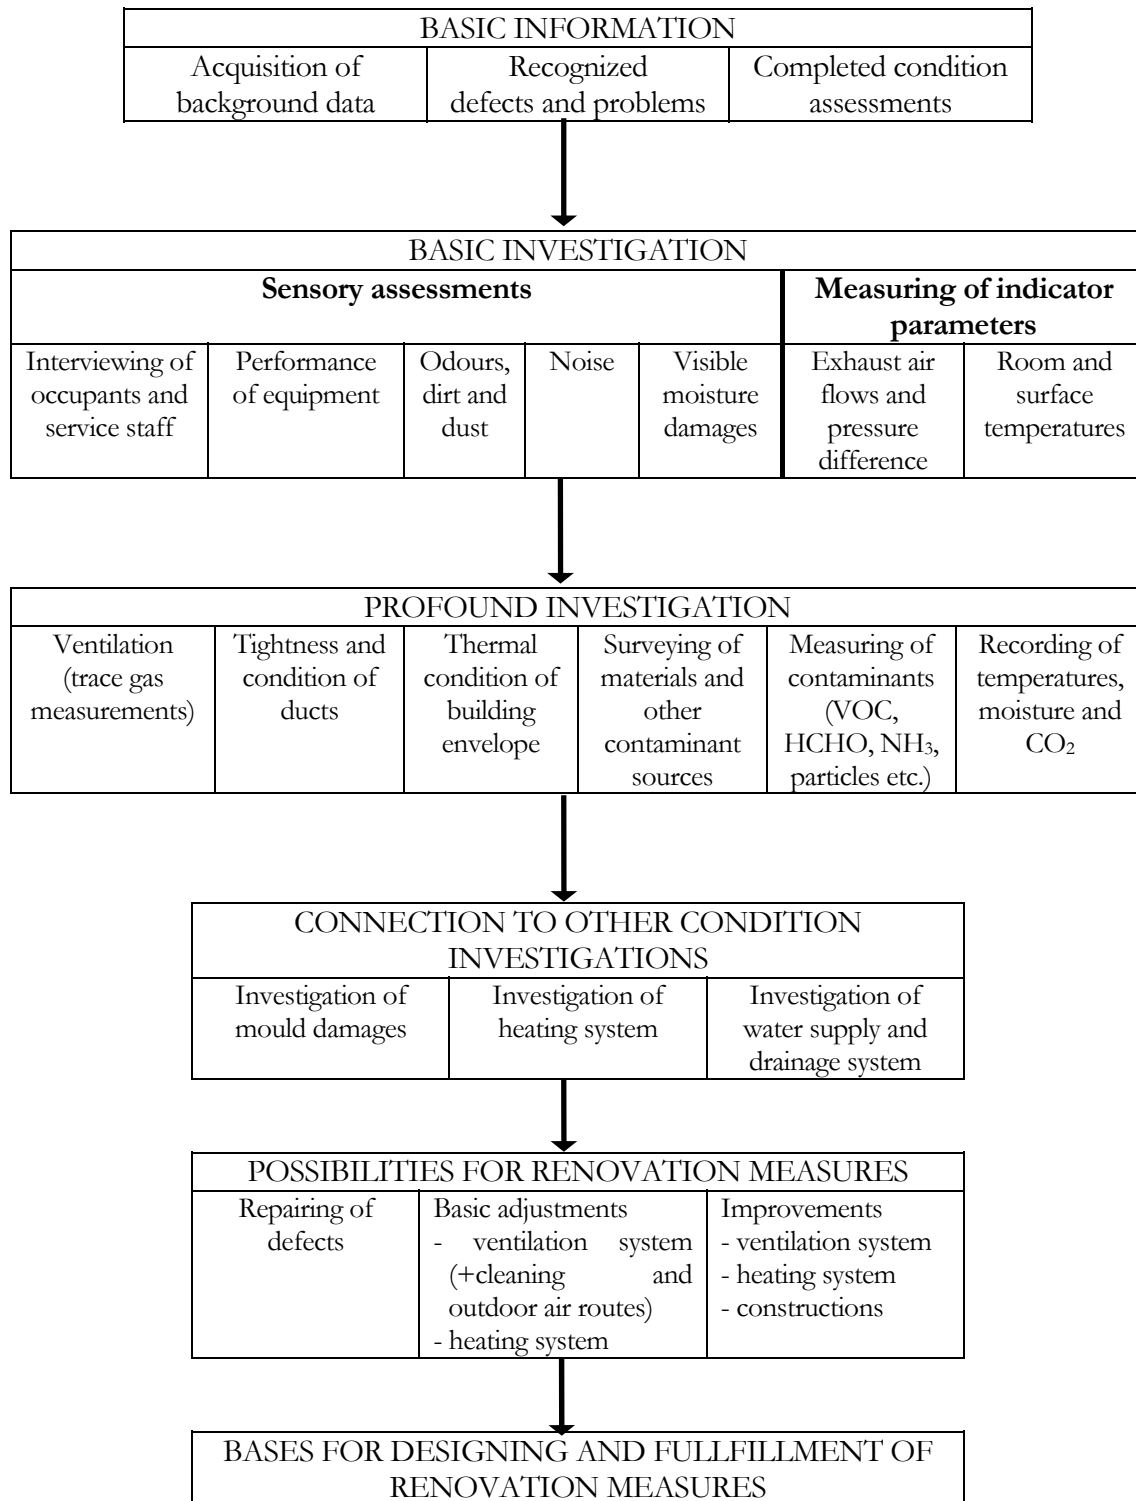 BASIC INFORMATION
Acquisition of
background data
Recognized
defects and problems
Completed condition
assessments
BASIC INVESTIGATION
Sensory assessments
Measuring of indicator
parameters
Interviewing of
occupants and
service staff
Performance
of equipment
Odours,
dirt and
dust
Noise
Visible
moisture
damages
Exhaust air
flows and
pressure
difference
Room and
surface
temperatures
PROFOUND INVESTIGATION
Ventilation
(trace gas
measurements)
Tightness and
condition of
ducts
Thermal
condition of
building
envelope
Surveying of
materials and
other
contaminant
sources
Measuring of
contaminants
(VOC,
HCHO, NH₃,
particles etc.)
Recording of
temperatures,
moisture and
CO₂
CONNECTION TO OTHER CONDITION
INVESTIGATIONS
Investigation of
mould damages
Investigation of
heating system
Investigation of
water supply and
drainage system
POSSIBILITIES FOR RENOVATION MEASURES
Repairing of
defects
Basic adjustments
- ventilation system
(+cleaning and
outdoor air routes)
- heating system
Improvements
- ventilation system
- heating system
- constructions
BASES FOR DESIGNING AND FULLFILLMENT OF
RENOVATION MEASURES